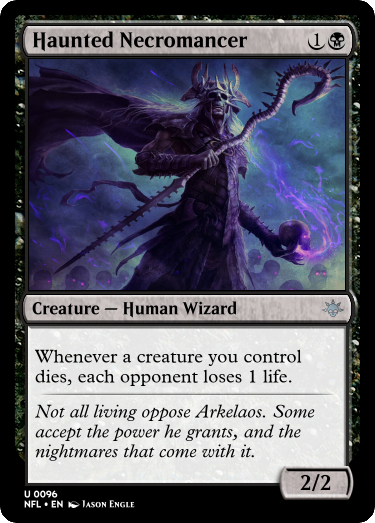 Haunted Necromancer 1
Creature — Human Wizard
Whenever a creature you control
dies, each opponent loses 1 life.
Not all living oppose Arkelaos. Some
accept the power he grants, and the
nightmares that come with it.
2/2
U 0096
NFL • EN Jason Engle